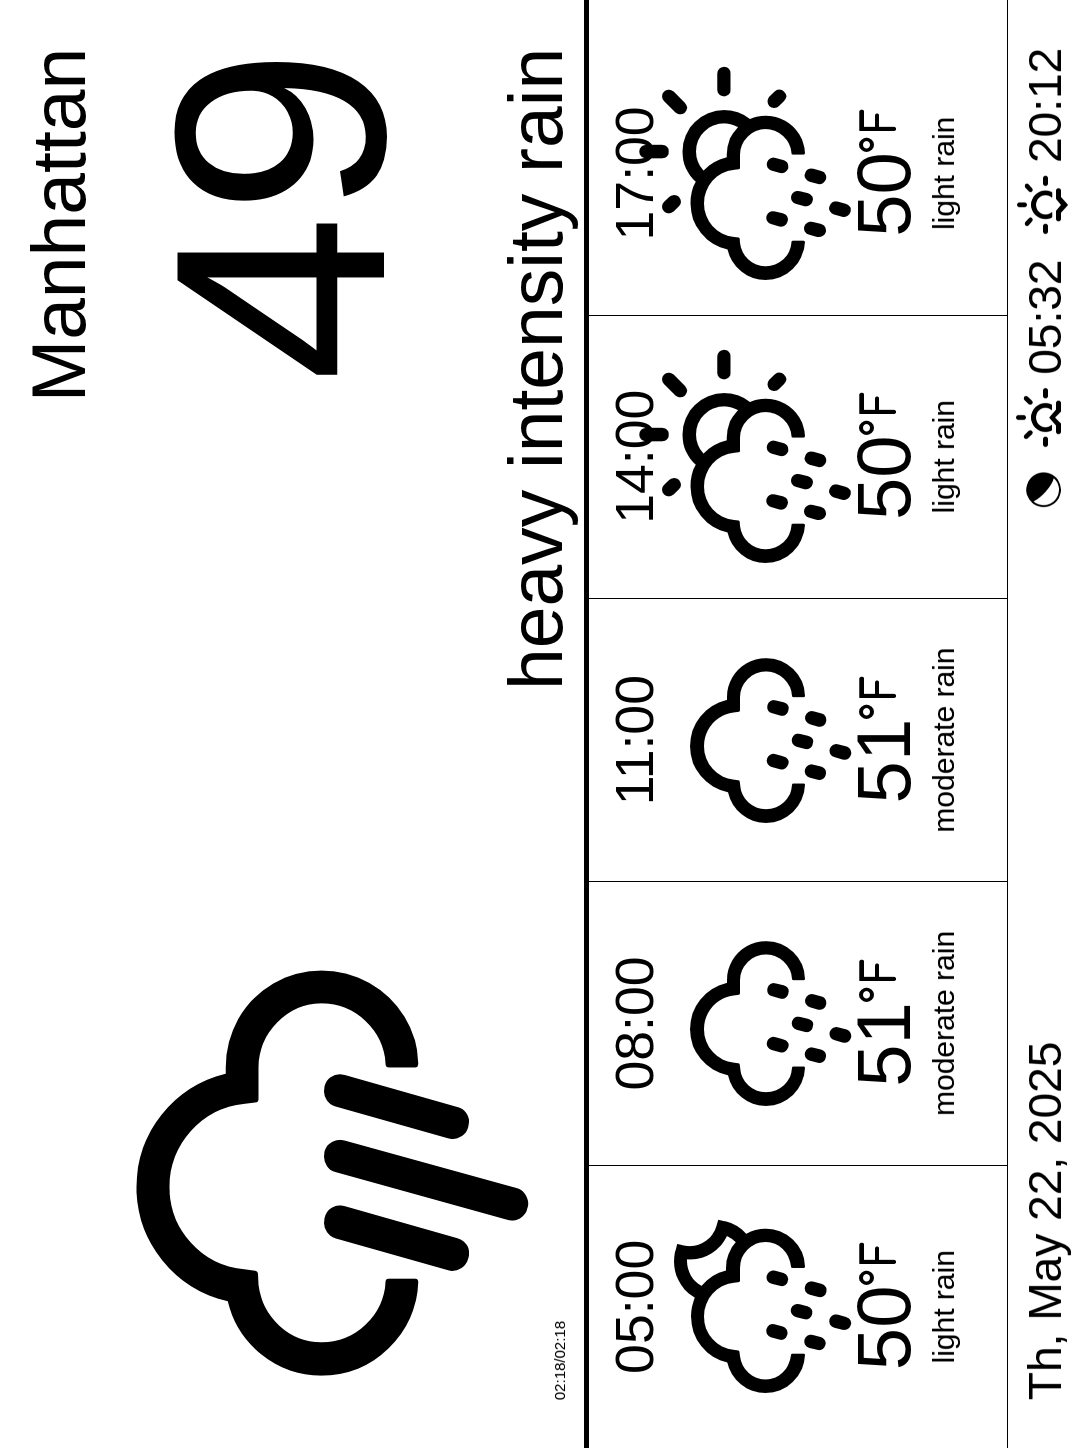 Manhattan
49
heavy intensity rain
02:18/02:18
05:00 08:00 11:00 14:00 17:00
50°F 51°F 51°F 50°F 50°F
light rain moderate rain moderate rain light rain light rain
Th, May 22, 2025 05:32 20:12